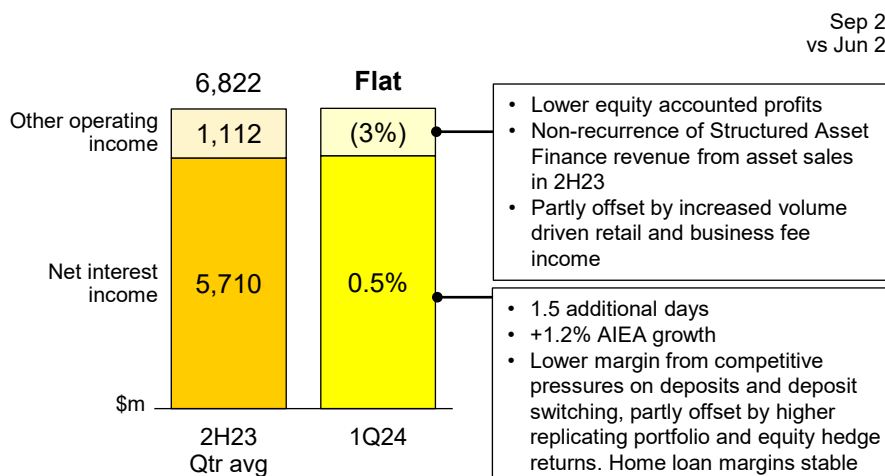 Sep 2
vs Jun 2
6,822
Flat
Other operating
income
1,112
(3%)
• Lower equity accounted profits
• Non-recurrence of Structured Asset
Finance revenue from asset sales
in 2H23
• Partly offset by increased volume
driven retail and business fee
income
Net interest
income
5,710
0.5%
• 1.5 additional days
• +1.2% AIEA growth
• Lower margin from competitive
pressures on deposits and deposit
switching, partly offset by higher
replicating portfolio and equity hedge
returns. Home loan margins stable
$m
2H23
Qtr avg
1Q24